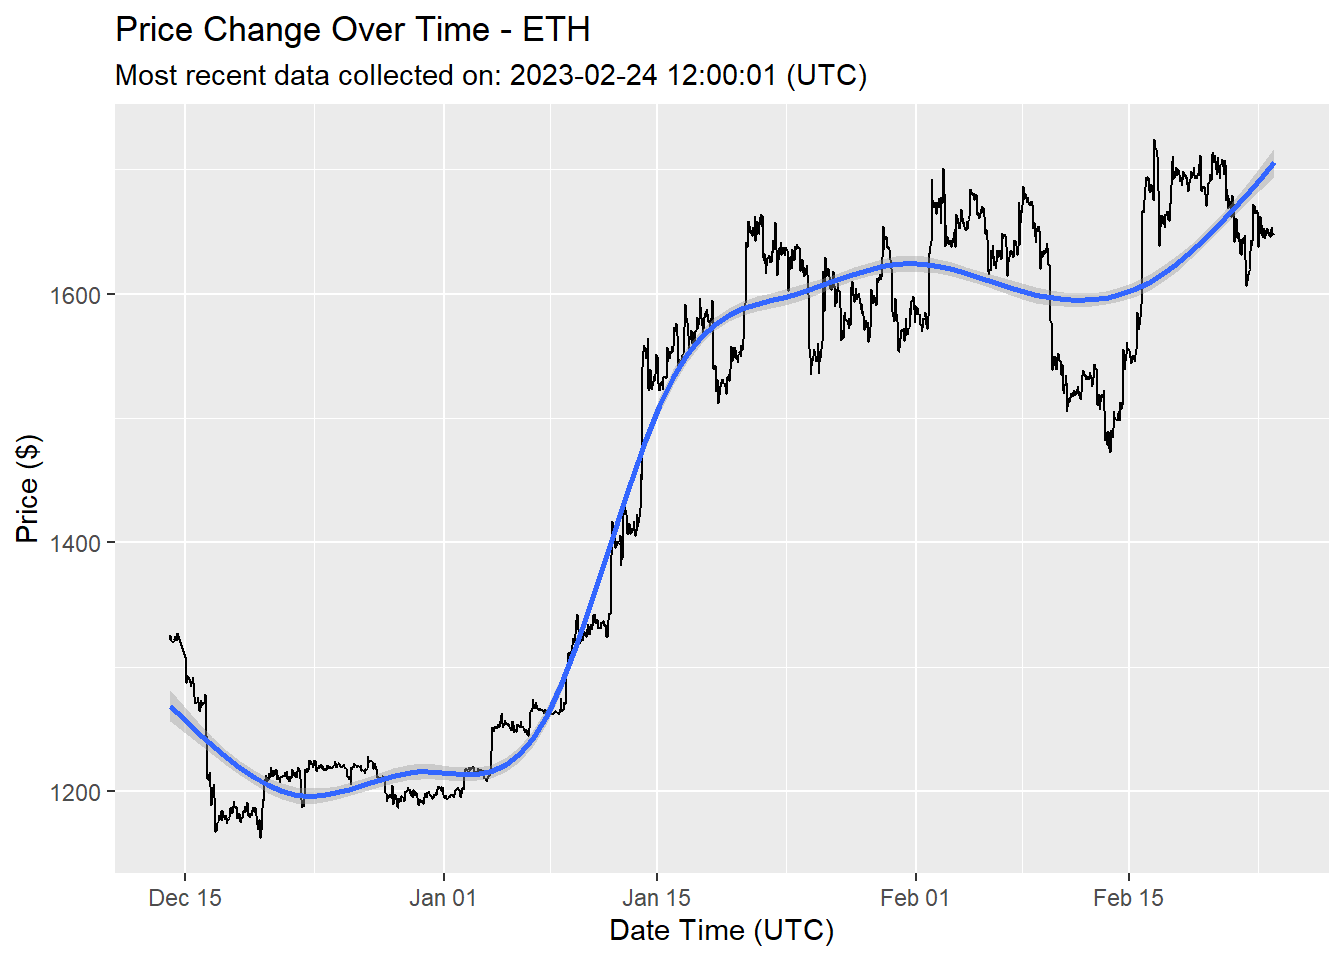 Price Change Over Time - ETH
Most recent data collected on: 2023-02-24 12:00:01 (UTC)
Price ($)
1600
1400
1200
Dec 15
Jan 01
Jan 15
Feb 01
Feb 15
Date Time (UTC)